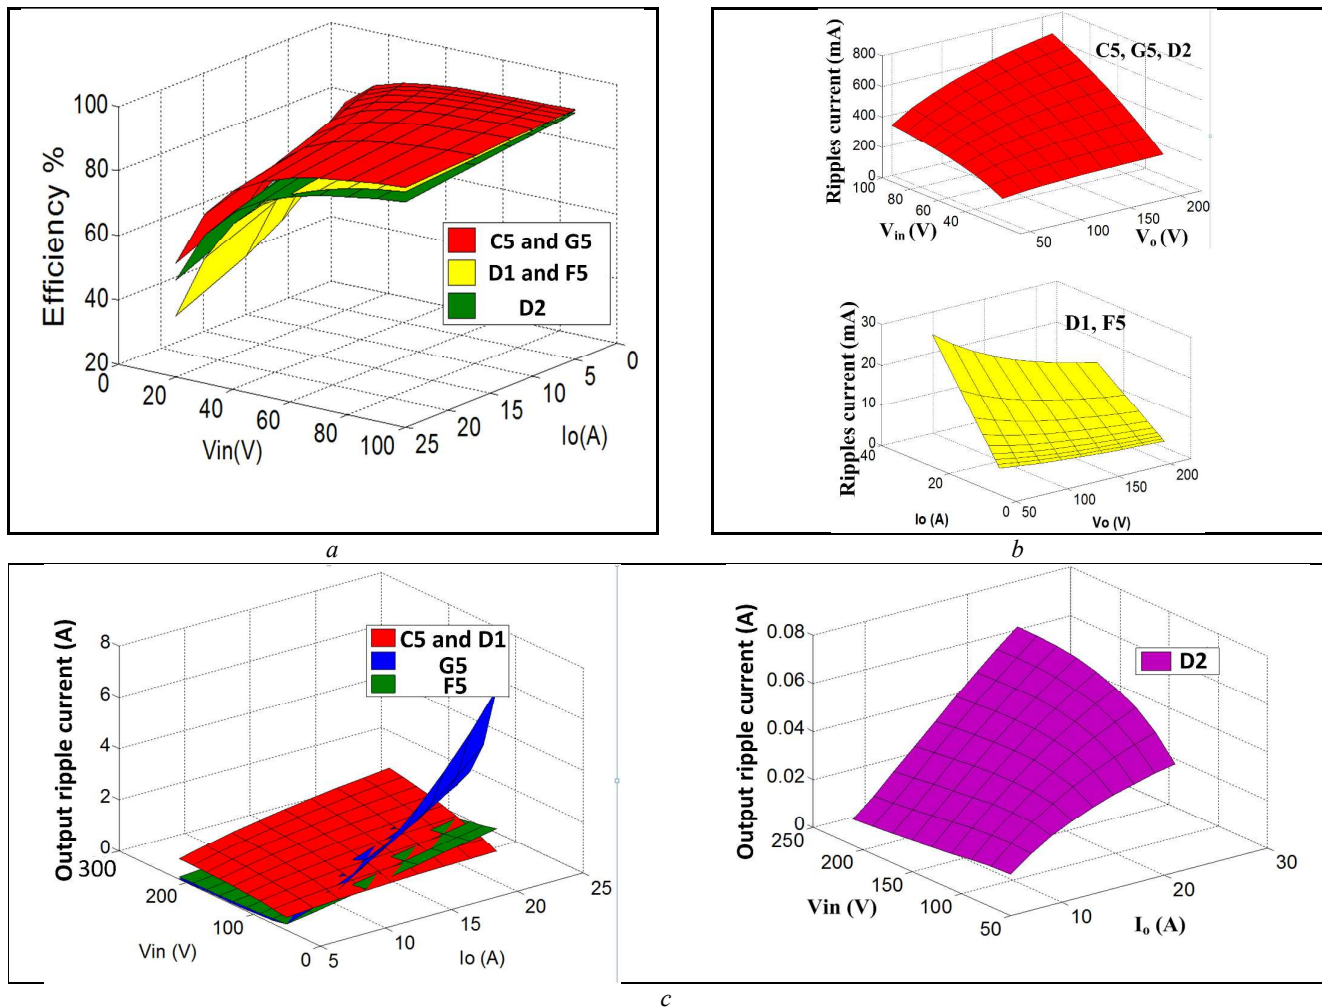 100
80
60
40
20
Efficiency %
0
20
40
60
80
100
Vin(V)
25
20
15
10
5
0
Io(A)
C5 and G5
D1 and F5
D2
a
800
600
400
200
0
Ripples current (mA)
C5, G5, D2
100
80
60
40
Vin (V)
50
100
150
200
Vo (V)
30
20
10
0
Ripples current (mA)
D1, F5
40
20
0
Io (A)
50
100
150
200
Vo (V)
b
8
6
4
2
0
Output ripple current (A)
C5 and D1
G5
F5
300
200
100
0
Vin (V)
5
10
15
20
25
Io (A)
0.08
0.06
0.04
0.02
0
Output ripple current (A)
D2
250
200
150
100
50
Vin (V)
10
20
30
Io (A)
c